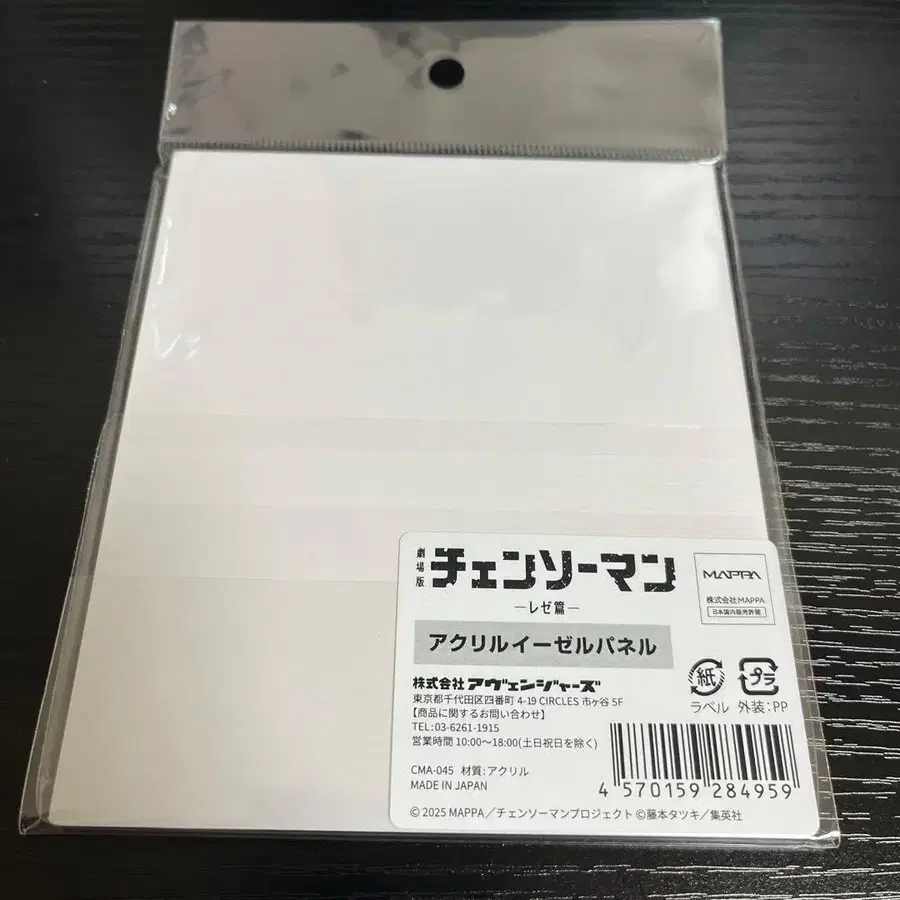 劇場版 チェンソーマン
―レゼ篇―
アクリルイーゼルパネル
MAPPA
株式会社MAPPA
日本国内販売許諾
株式会社アヴェンジャーズ
東京都千代田区四番町 4-19 CIRCLES 市ヶ谷 5F
【商品に関するお問い合わせ】
TEL:03-6261-1915
営業時間 10:00〜18:00(土日祝日を除く)
紙
ラベル
プラ
外装:PP
CMA-045 材質:アクリル
MADE IN JAPAN
4 570159 284959
© 2025 MAPPA／チェンソーマンプロジェクト ©藤本タツキ／集英社